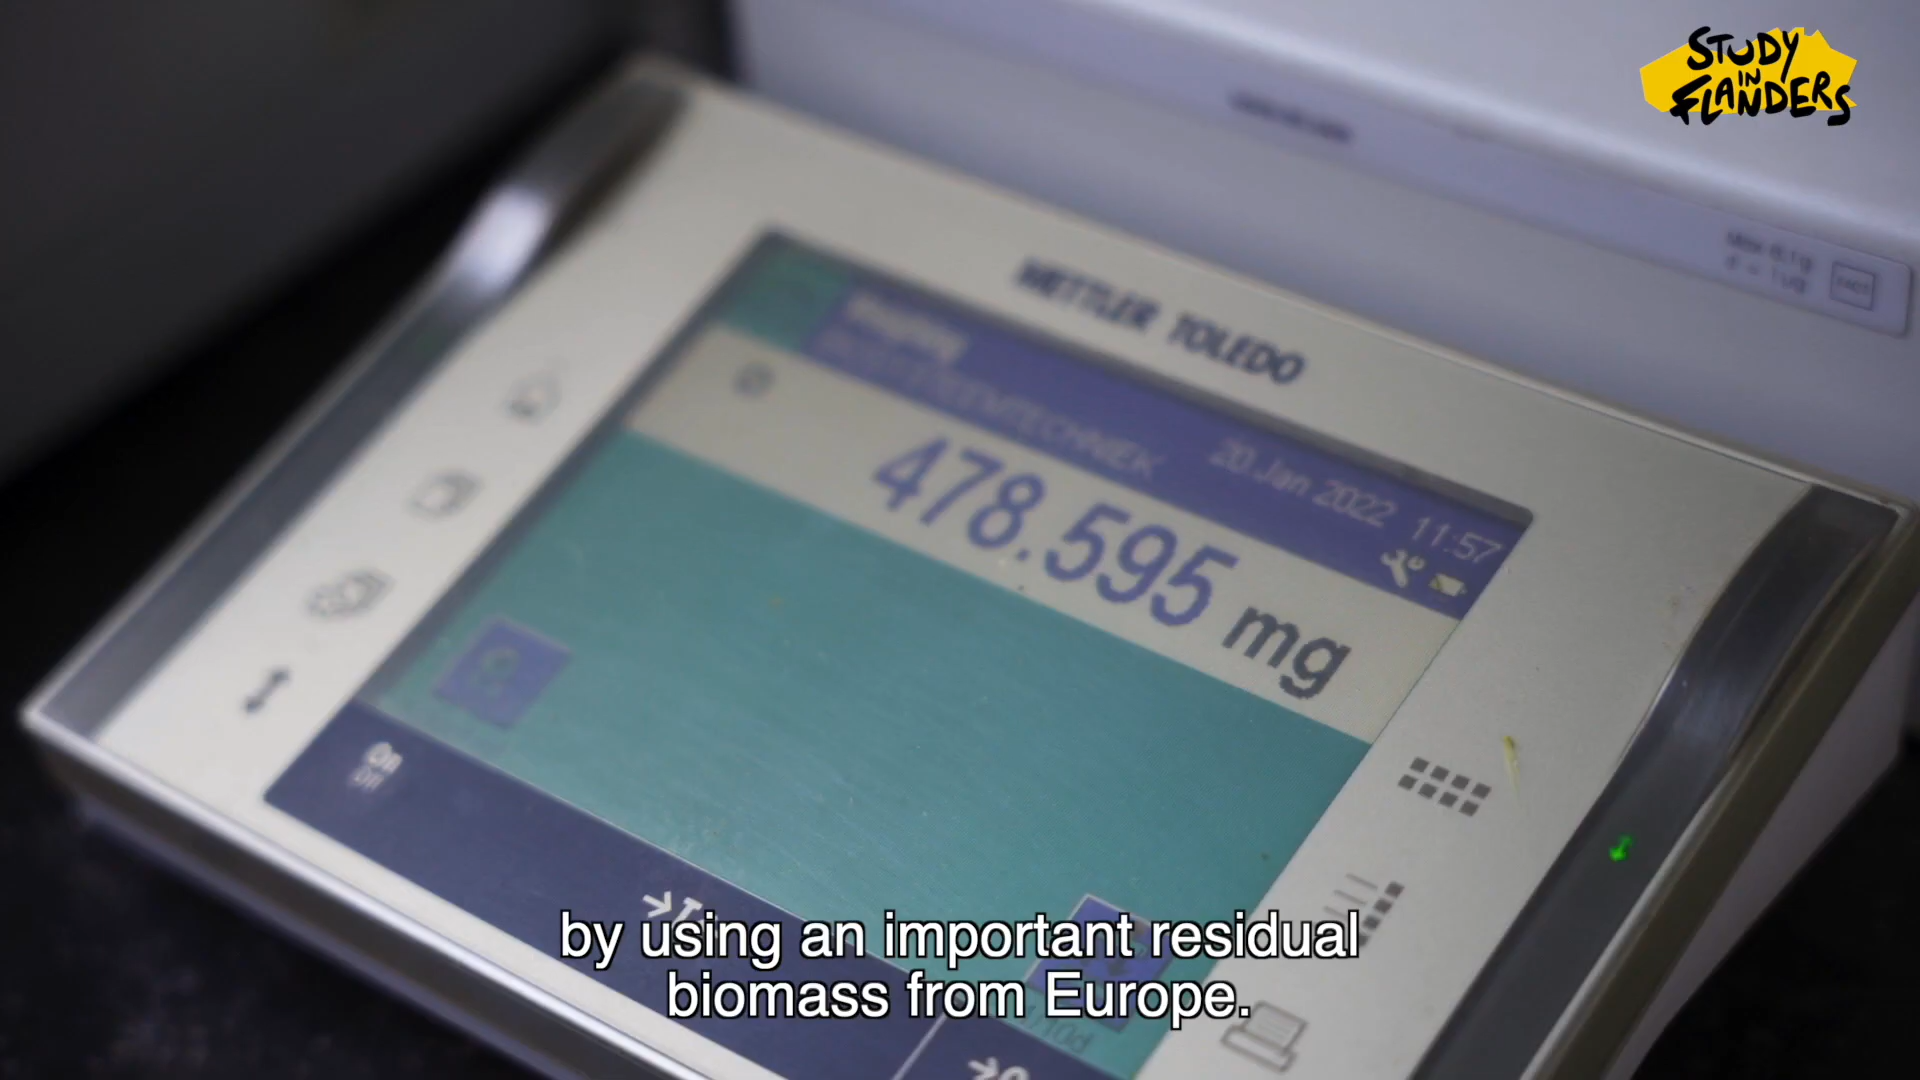 STUDY
IN
FLANDERS
METTLER TOLEDO
20.Jan 2022 11:57
478.595 mg
On
Off
by using an important residual
biomass from Europe.